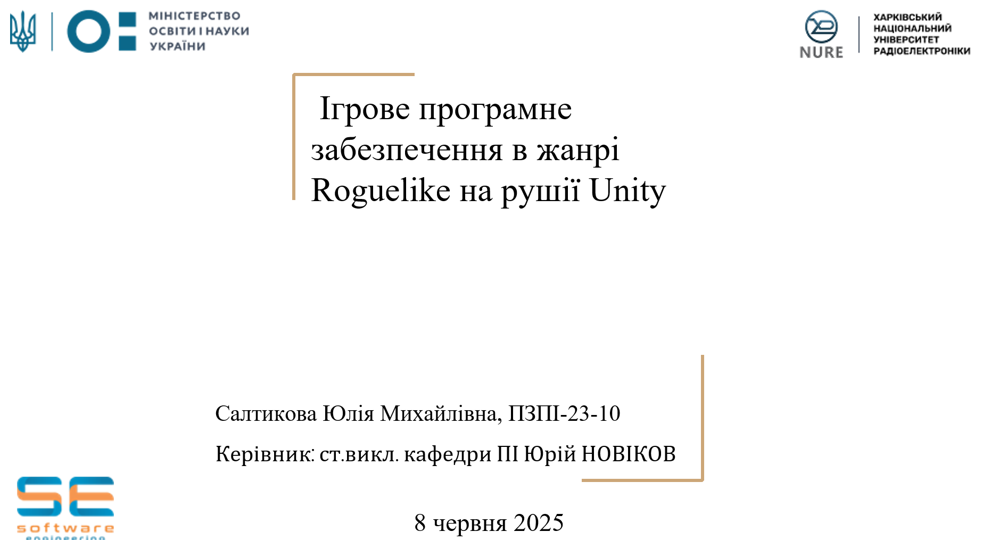 МІНІСТЕРСТВО
ОСВІТИ І НАУКИ
УКРАЇНИ
NURE
ХАРКІВСЬКИЙ
НАЦІОНАЛЬНИЙ
УНІВЕРСИТЕТ
РАДІОЕЛЕКТРОНІКИ
Ігрове програмне
забезпечення в жанрі
Roguelike на рушії Unity
Салтикова Юлія Михайлівна, ПЗПІ-23-10
Керівник: ст.викл. кафедри ПІ Юрій НОВІКОВ
SE
software
engineering
8 червня 2025